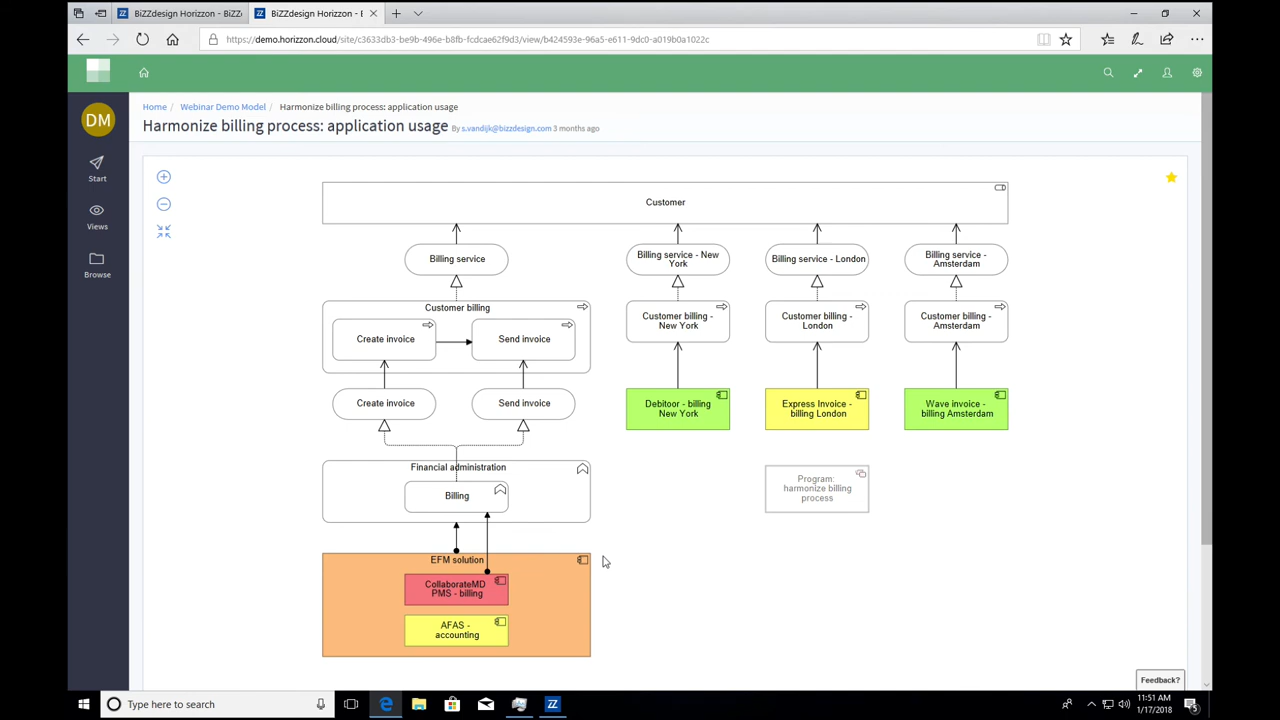 BiZZdesign Horizzon - BiZZ
BiZZdesign Horizzon - B
https://demo.horizzon.cloud/site/c3633db3-be9b-496e-b8fb-fcdcae62f9d3/view/b424593e-96a5-e611-9dc0-a019b0a1022c
DM
Start
Views
Browse
Home / Webinar Demo Model / Harmonize billing process: application usage
Harmonize billing process: application usage By s.vandijk@bizzdesign.com 3 months ago
Customer
Billing service
Billing service - New
York
Billing service - London
Billing service -
Amsterdam
Customer billing
Create invoice
Send invoice
Customer billing -
New York
Customer billing -
London
Customer billing -
Amsterdam
Create invoice
Send invoice
Debitoor - billing
New York
Express Invoice -
billing London
Wave invoice -
billing Amsterdam
Financial administration
Billing
Program:
harmonize billing
process
EFM solution
CollaborateMD
PMS - billing
AFAS -
accounting
Feedback?
Type here to search
11:51 AM
1/17/2018